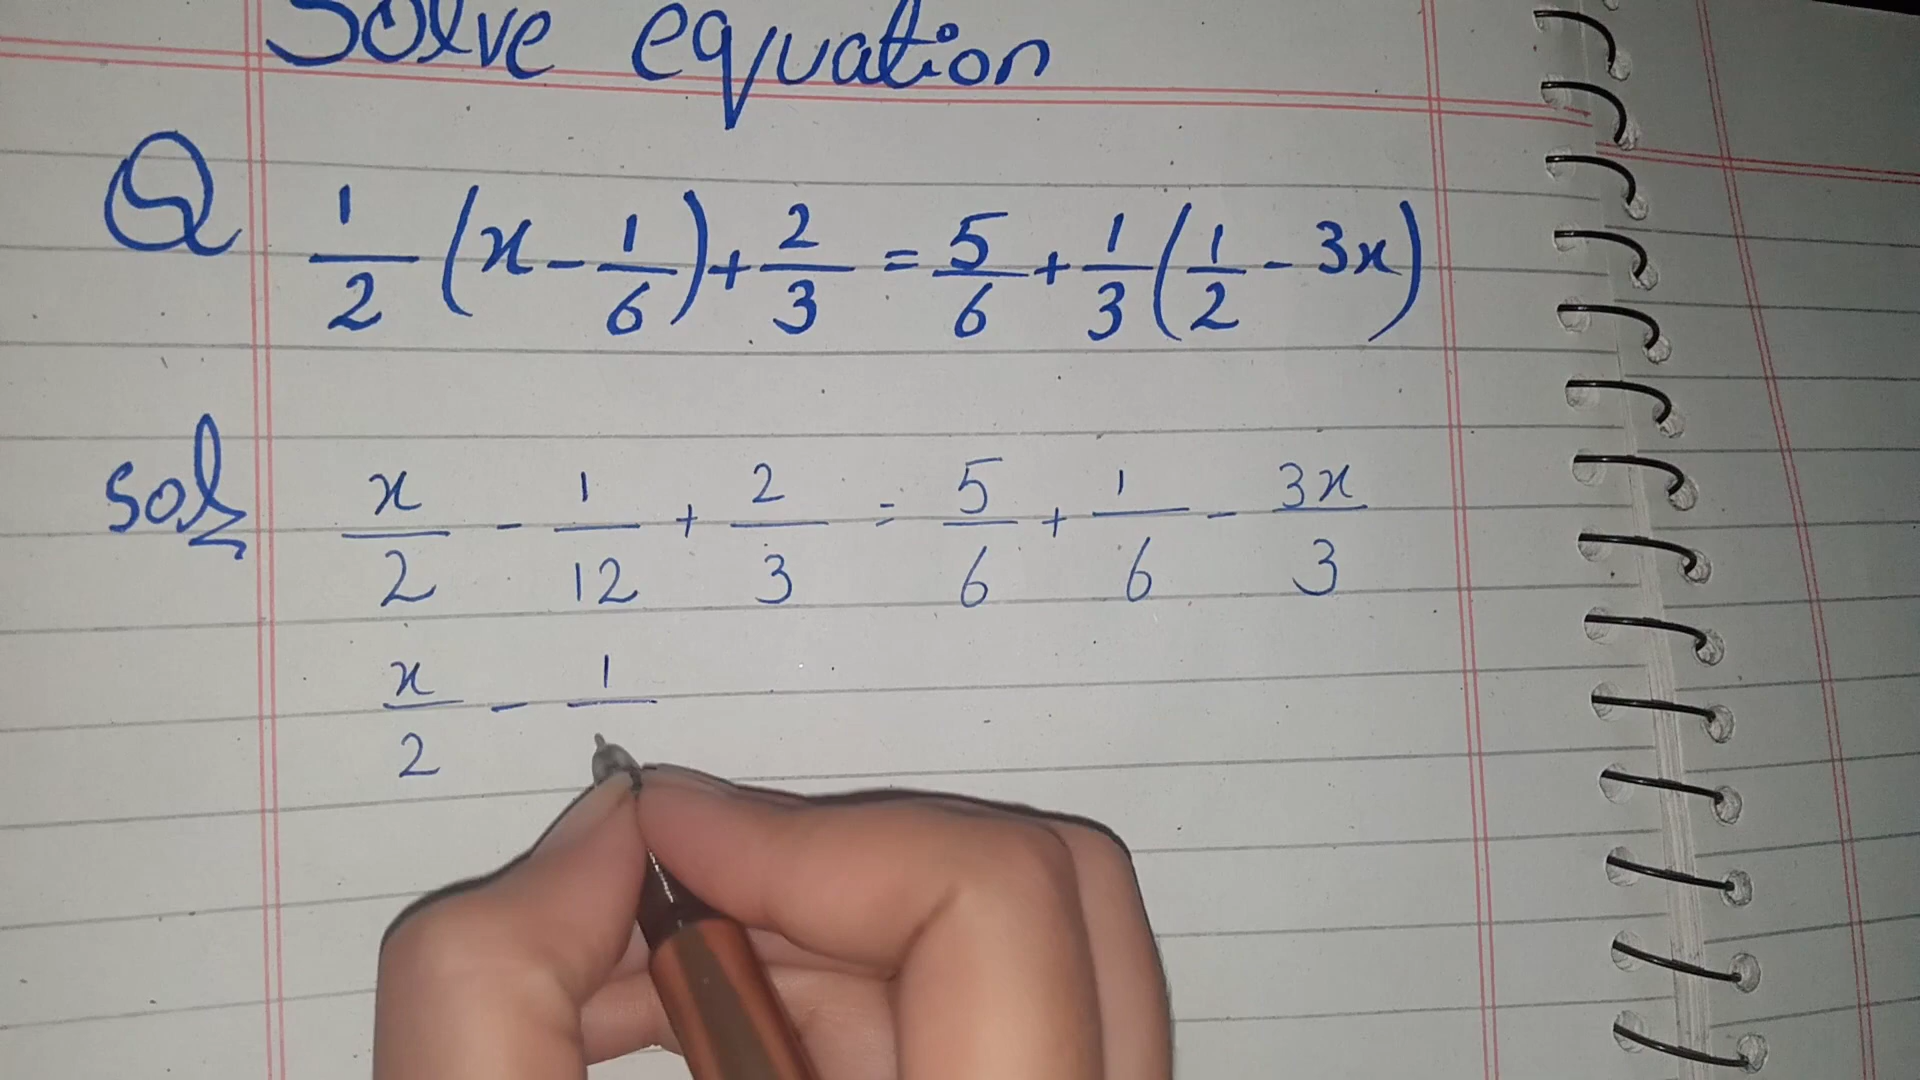 Solve equation
Q 1/2 (x - 1/6) + 2/3 = 5/6 + 1/3 (1/2 - 3x)
Sol x/2 - 1/12 + 2/3 = 5/6 + 1/6 - 3x/3
x/2 - 1/